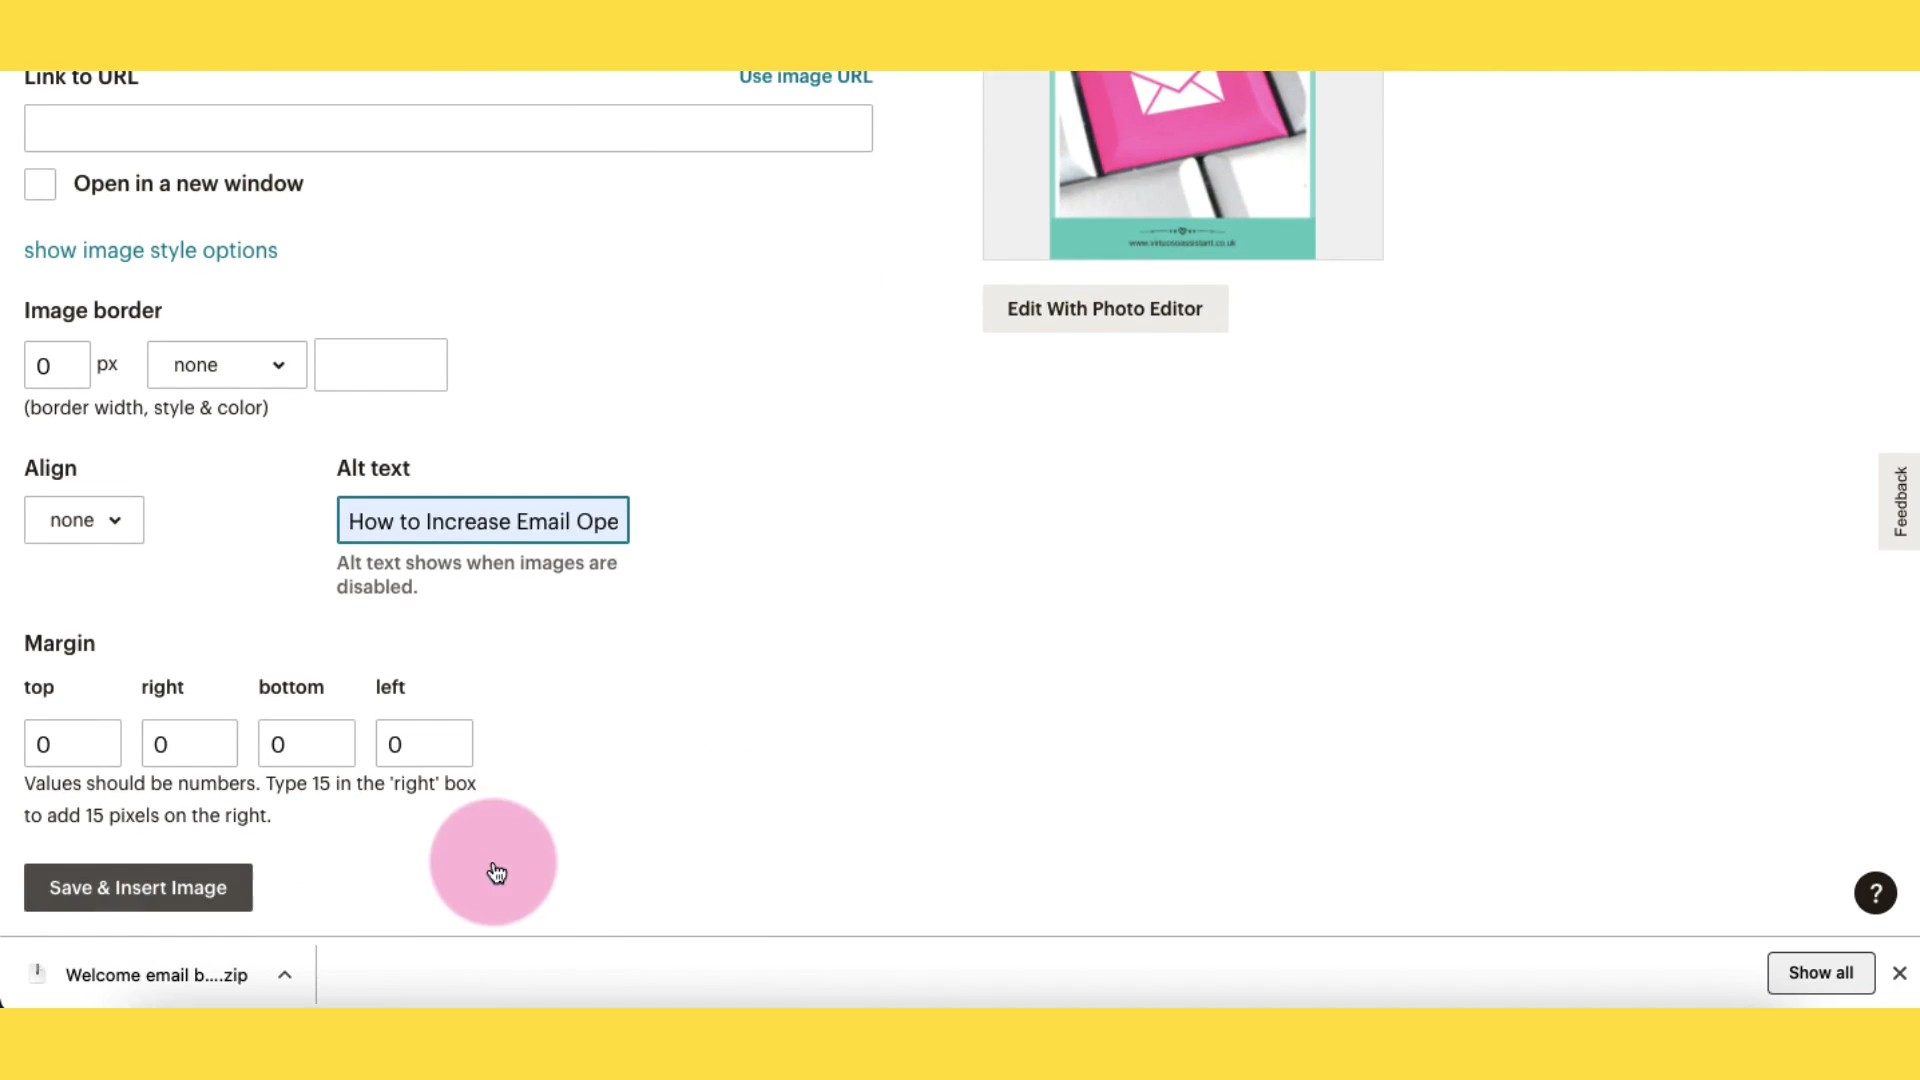 Link to URL
Use image URL
Open in a new window
show image style options
Image border
0 px none
(border width, style & color)
Align
Alt text
none
How to Increase Email Ope
Alt text shows when images are
disabled.
Margin
top right bottom left
0 0 0 0
Values should be numbers. Type 15 in the 'right' box
to add 15 pixels on the right.
Save & Insert Image
www.virtuosoassistant.co.uk
Edit With Photo Editor
Feedback
?
Welcome email b....zip
Show all